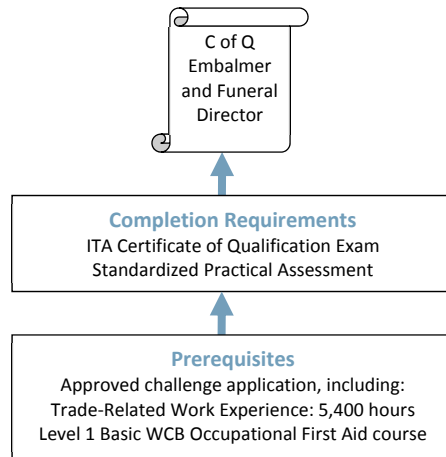 C of Q
Embalmer
and Funeral
Director
Completion Requirements
ITA Certificate of Qualification Exam
Standardized Practical Assessment
Prerequisites
Approved challenge application, including:
Trade-Related Work Experience: 5,400 hours
Level 1 Basic WCB Occupational First Aid course